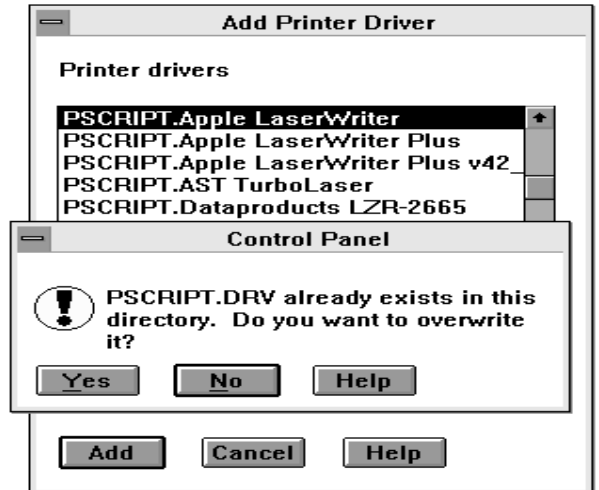 Add Printer Driver
Printer drivers
PSCRIPT.Apple LaserWriter
PSCRIPT.Apple LaserWriter Plus
PSCRIPT.Apple LaserWriter Plus v42_
PSCRIPT.AST TurboLaser
PSCRIPT.Dataproducts LZR-2665
Control Panel
PSCRIPT.DRV already exists in this
directory. Do you want to overwrite
it?
Yes No Help
Add Cancel Help